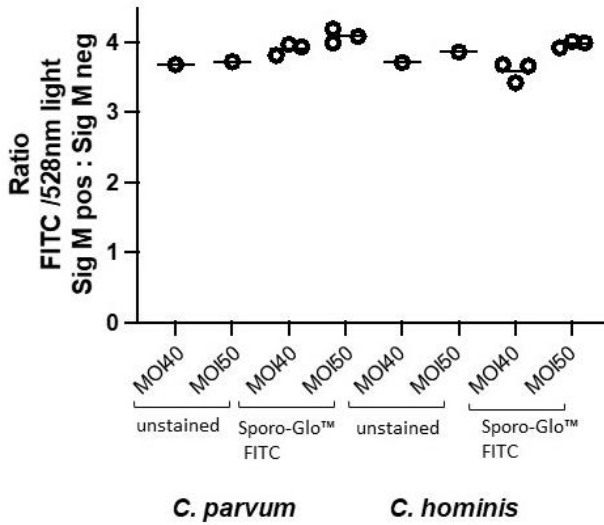 Ratio
FITC /528nm light
Sig M pos : Sig M neg
4
3
2
1
0
MOI40
MOI50
MOI40
MOI50
MOI40
MOI50
MOI40
MOI50
unstained
Sporo-Glo™
FITC
unstained
Sporo-Glo™
FITC
C. parvum
C. hominis